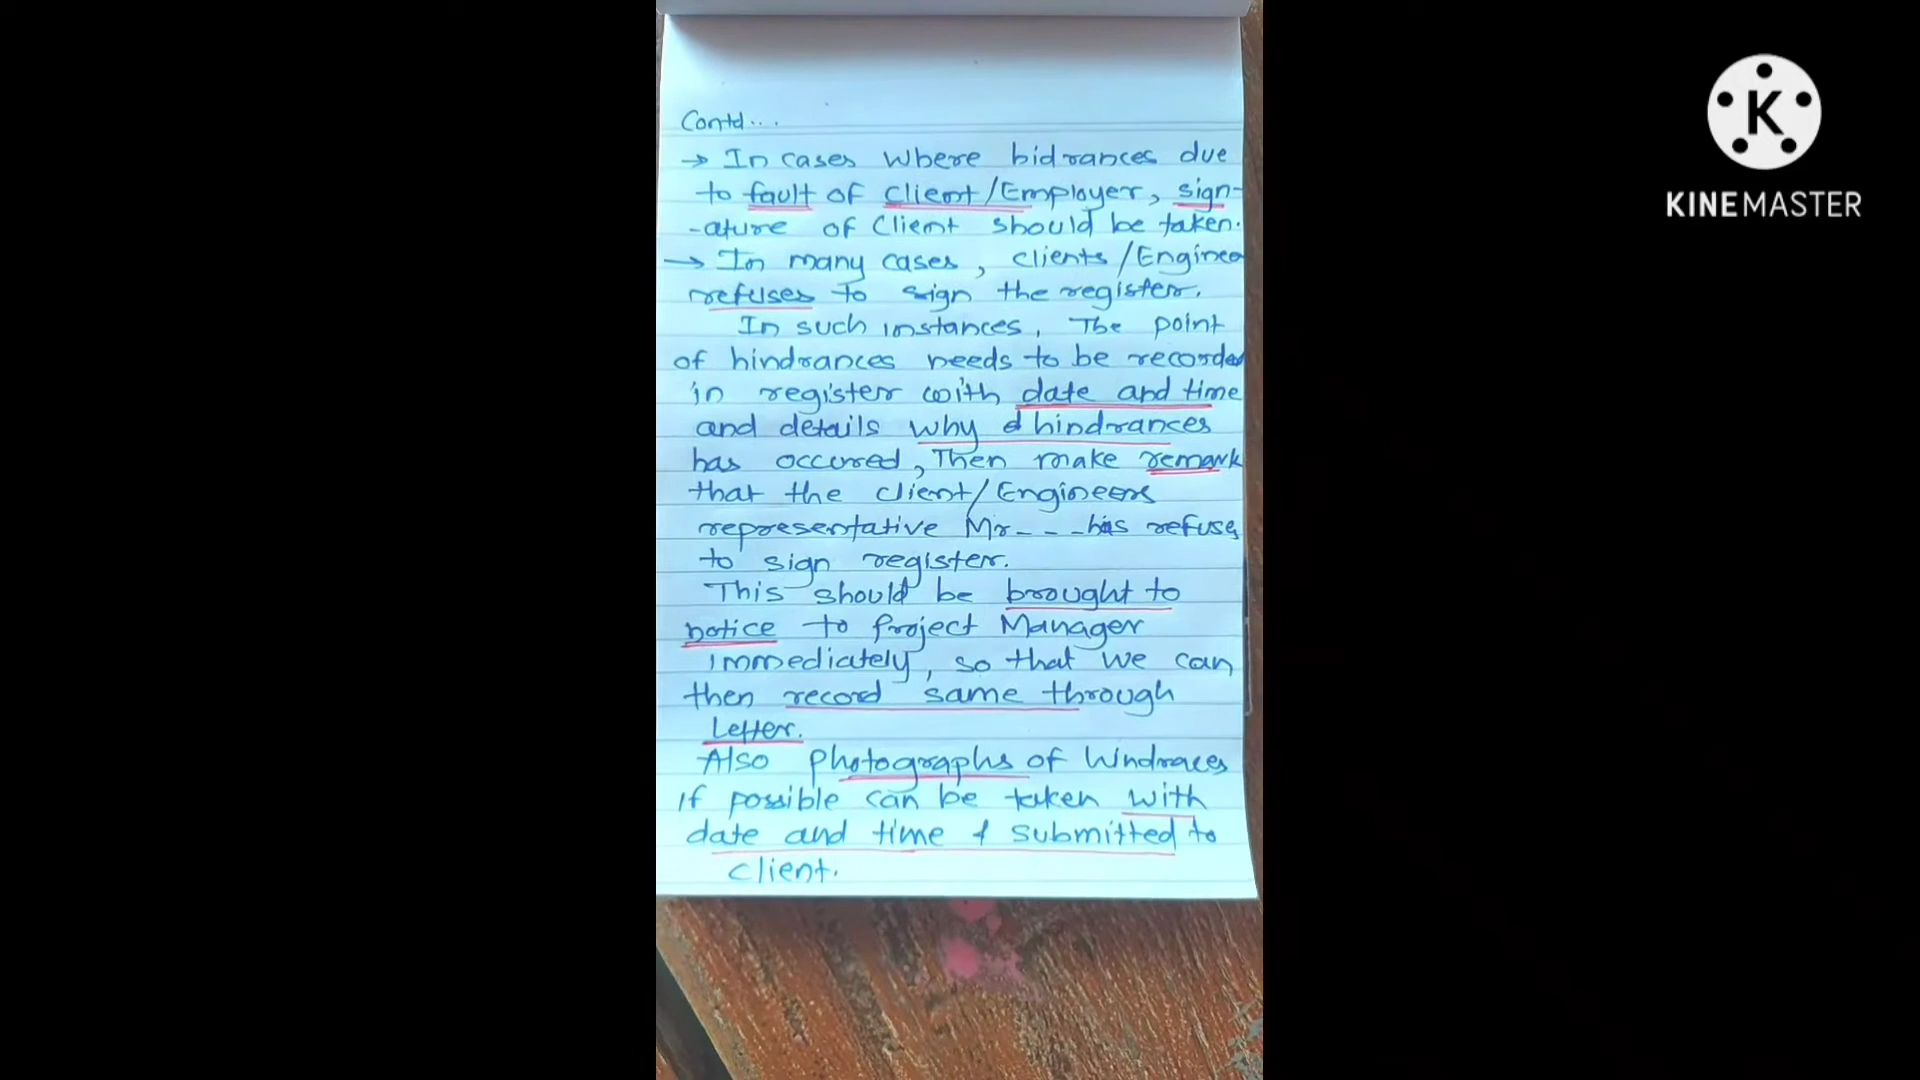 Contd...
→ In cases where bidrances due
to fault of Client/Employer, sign-
-ature of Client should be taken.
→ In many cases, clients/Enginee
refuses to sign the register.
In such instances, The point
of hindrances needs to be recorded
in register with date and time
and details why hindrances
has occured, Then make remark
that the client/Engineers
representative Mr--- has refuse
to sign register.
This should be brought to
notice to Project Manager
immediately, so that we can
then record same through
Letter.
Also Photographs of
if possible can be taken with
date and time & submitted to
client.
K
KINEMASTER